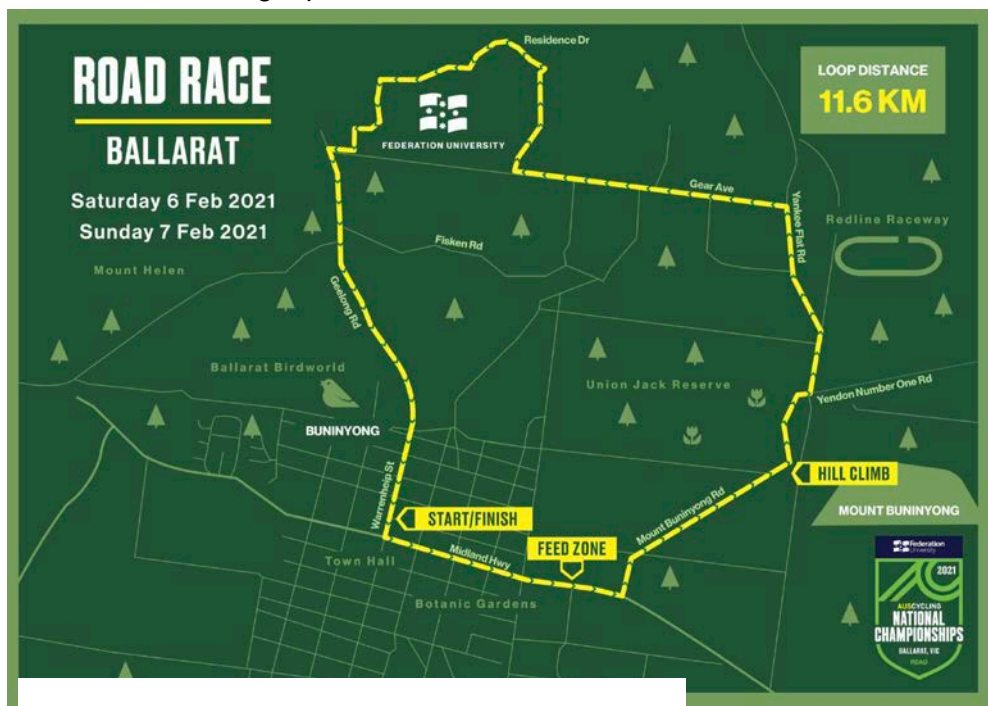 ROAD RACE
BALLARAT
Saturday 6 Feb 2021
Sunday 7 Feb 2021
Residence Dr
LOOP DISTANCE
11.6 KM
FEDERATION UNIVERSITY
Gear Ave
Yankee Flat Rd
Redline Raceway
Fisken Rd
Mount Helen
Geelong Rd
Ballarat Birdworld
Union Jack Reserve
Yendon Number One Rd
BUNINYONG
Warrenheip St
HILL CLIMB
Mount Buninyong Rd
MOUNT BUNINYONG
START/FINISH
FEED ZONE
Midland Hwy
Town Hall
Botanic Gardens
Federation
University
2021
AUSCYCLING
NATIONAL
CHAMPIONSHIPS
BALLARAT, VIC
ROAD